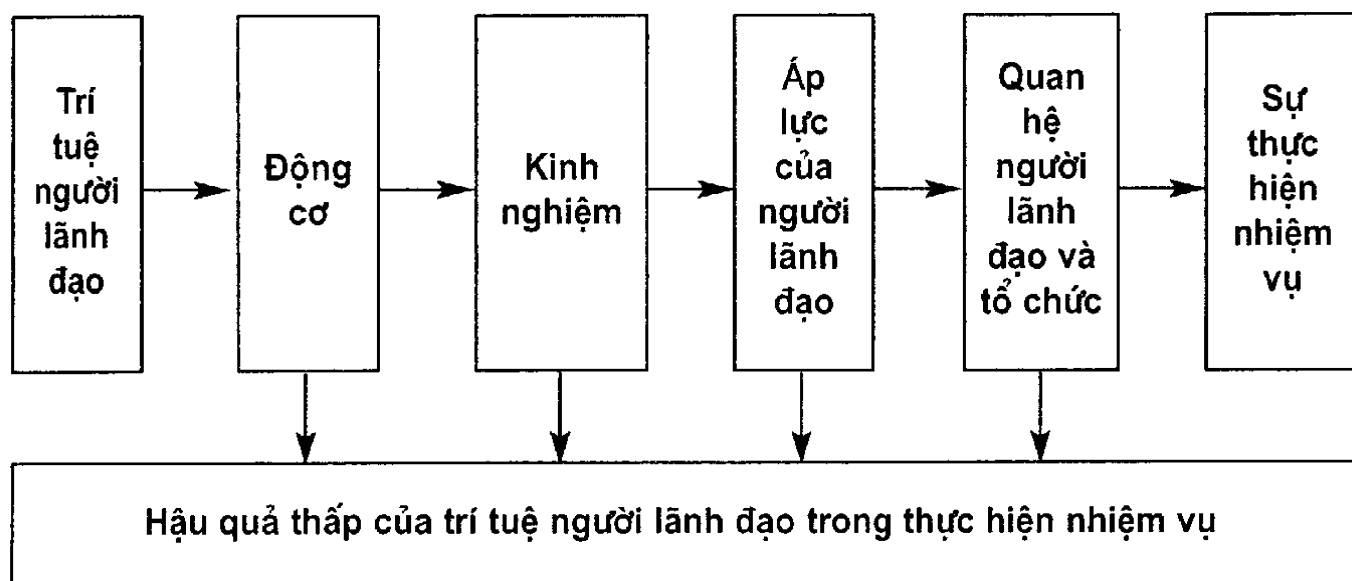 Trí
tuệ
người
lãnh
đạo
Động
cơ
Kinh
nghiệm
Áp
lực
của
người
lãnh
đạo
Quan
hệ
người
lãnh
đạo và
tổ chức
Sự
thực
hiện
nhiệm
vụ
Hậu quả thấp của trí tuệ người lãnh đạo trong thực hiện nhiệm vụ